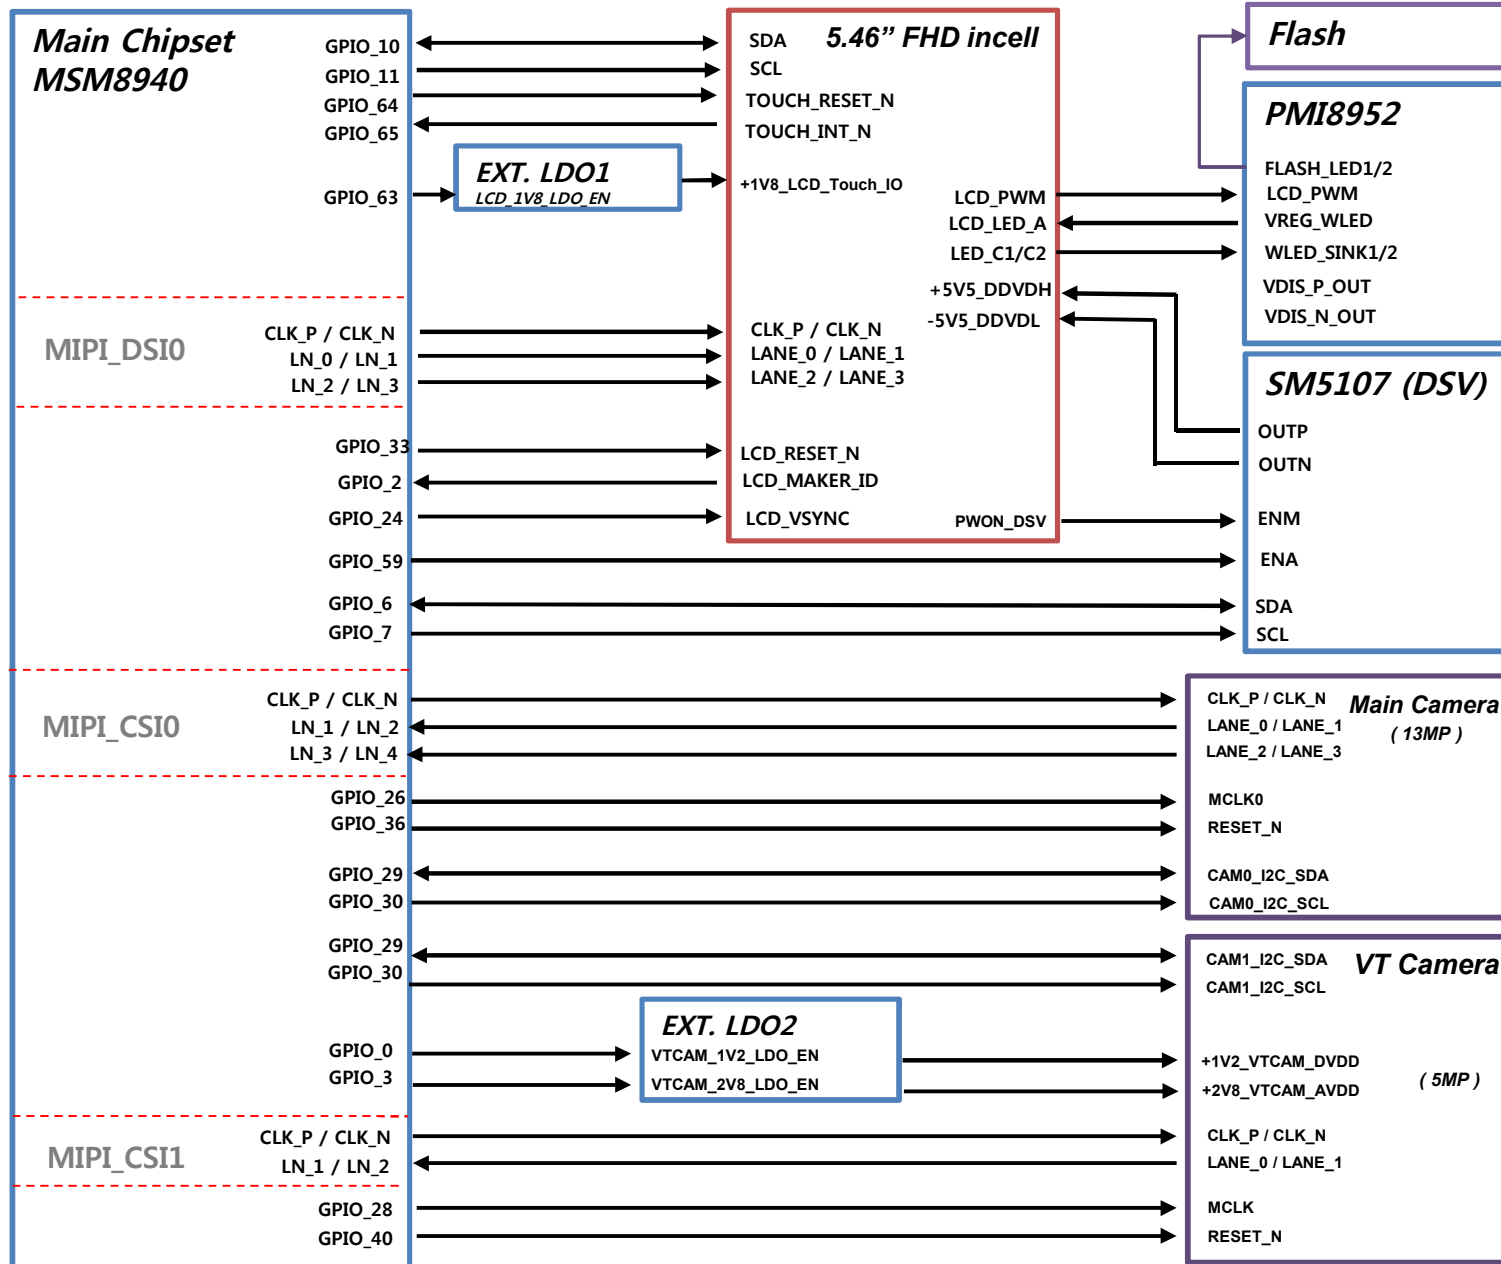 Main Chipset
MSM8940
GPIO_10
GPIO_11
GPIO_64
GPIO_65
GPIO_63
MIPI_DSI0
CLK_P / CLK_N
LN_0 / LN_1
LN_2 / LN_3
GPIO_33
GPIO_2
GPIO_24
GPIO_59
GPIO_6
GPIO_7
MIPI_CSI0
CLK_P / CLK_N
LN_1 / LN_2
LN_3 / LN_4
GPIO_26
GPIO_36
GPIO_29
GPIO_30
GPIO_29
GPIO_30
GPIO_0
GPIO_3
MIPI_CSI1
CLK_P / CLK_N
LN_1 / LN_2
GPIO_28
GPIO_40
EXT. LDO1
LCD_1V8_LDO_EN
5.46” FHD incell
SDA
SCL
TOUCH_RESET_N
TOUCH_INT_N
+1V8_LCD_Touch_IO
LCD_PWM
LCD_LED_A
LED_C1/C2
+5V5_DDVDH
-5V5_DDVDL
CLK_P / CLK_N
LANE_0 / LANE_1
LANE_2 / LANE_3
LCD_RESET_N
LCD_MAKER_ID
LCD_VSYNC
PWON_DSV
EXT. LDO2
VTCAM_1V2_LDO_EN
VTCAM_2V8_LDO_EN
Flash
PMI8952
FLASH_LED1/2
LCD_PWM
VREG_WLED
WLED_SINK1/2
VDIS_P_OUT
VDIS_N_OUT
SM5107 (DSV)
OUTP
OUTN
ENM
ENA
SDA
SCL
Main Camera
( 13MP )
CLK_P / CLK_N
LANE_0 / LANE_1
LANE_2 / LANE_3
MCLK0
RESET_N
CAM0_I2C_SDA
CAM0_I2C_SCL
VT Camera
( 5MP )
CAM1_I2C_SDA
CAM1_I2C_SCL
+1V2_VTCAM_DVDD
+2V8_VTCAM_AVDD
CLK_P / CLK_N
LANE_0 / LANE_1
MCLK
RESET_N